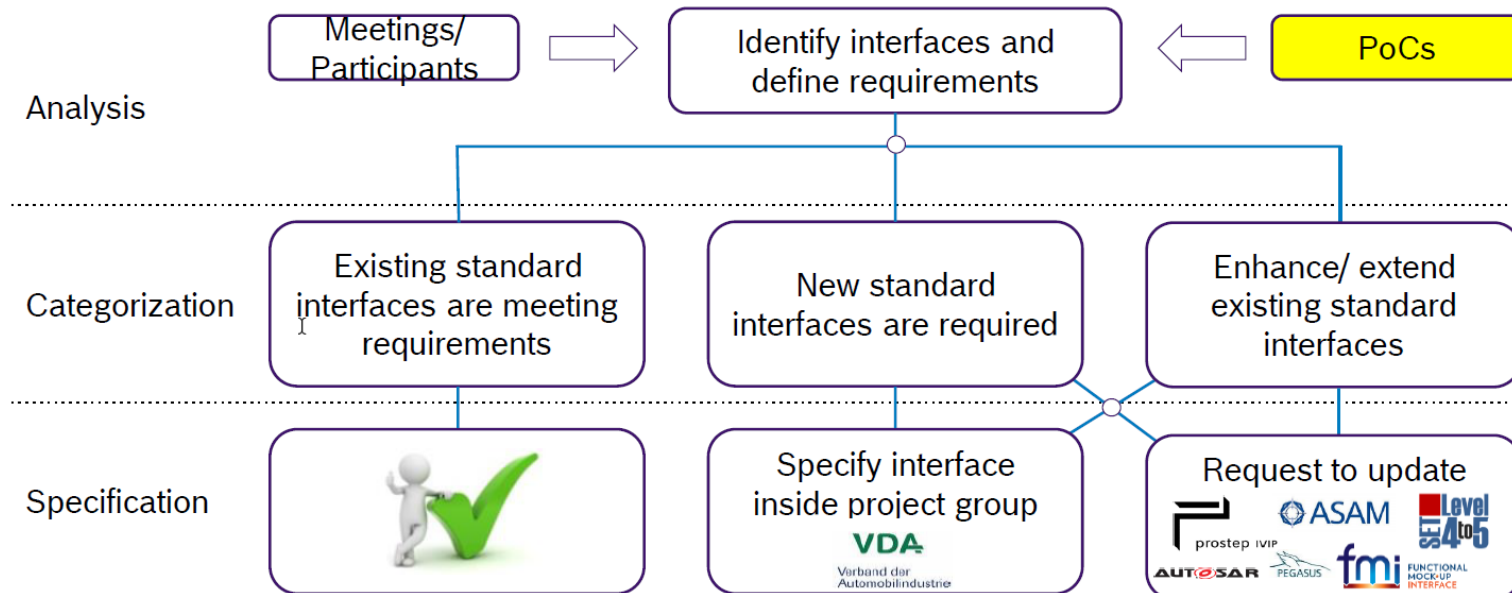 Meetings/
Participants
Identify interfaces and
define requirements
PoCs
Analysis
Existing standard
interfaces are meeting
requirements
New standard
interfaces are required
Enhance/ extend
existing standard
interfaces
Categorization
Specification
Specify interface
inside project group
VDA
Verband der
Automobilindustrie
Request to update
prostep IVIP
ASAM
SET Level
4to5
AUTOSAR
PEGASUS
fmi
FUNCTIONAL
MOCK-UP
INTERFACE